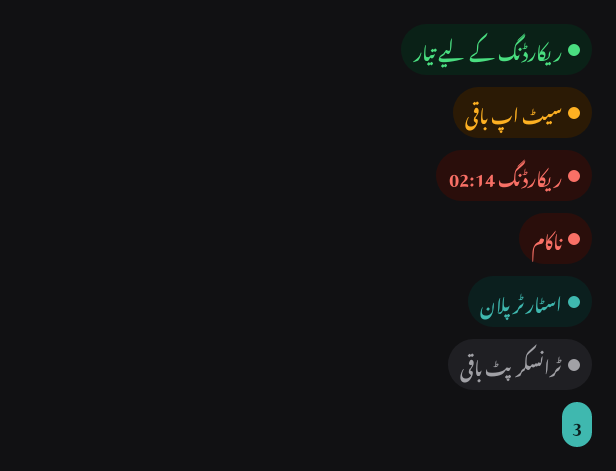 ریکارڈنگ کے لیے تیار
سیٹ اپ باقی
ریکارڈنگ 02:14
ناکام
اسٹارٹر پلان
ٹرانسکرپٹ باقی
3